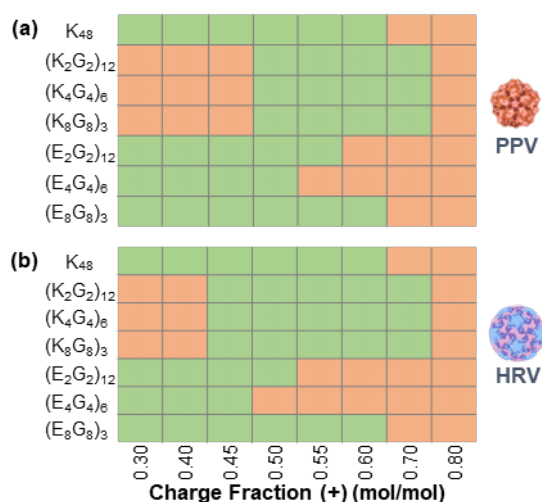 (a)
K₄₈
(K₂G₂)₁₂
(K₄G₄)₆
(K₈G₈)₃
(E₂G₂)₁₂
(E₄G₄)₆
(E₈G₈)₃
PPV
(b)
K₄₈
(K₂G₂)₁₂
(K₄G₄)₆
(K₈G₈)₃
(E₂G₂)₁₂
(E₄G₄)₆
(E₈G₈)₃
HRV
0.30 0.40 0.45 0.50 0.55 0.60 0.70 0.80
Charge Fraction (+) (mol/mol)